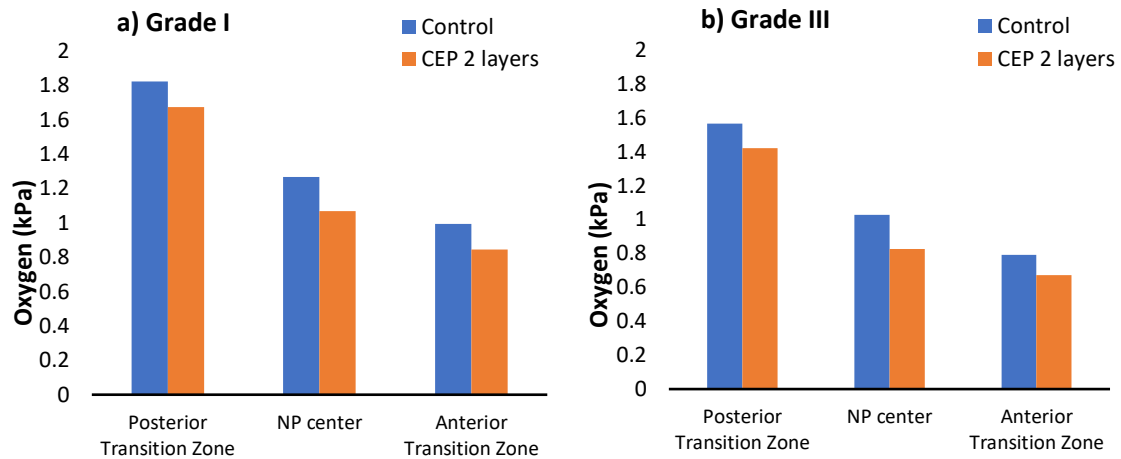 a) Grade I
Control
CEP 2 layers
Oxygen (kPa)
2
1.8
1.6
1.4
1.2
1
0.8
0.6
0.4
0.2
0
Posterior
Transition Zone
NP center
Anterior
Transition Zone
b) Grade III
Control
CEP 2 layers
Oxygen (kPa)
2
1.8
1.6
1.4
1.2
1
0.8
0.6
0.4
0.2
0
Posterior
Transition Zone
NP center
Anterior
Transition Zone